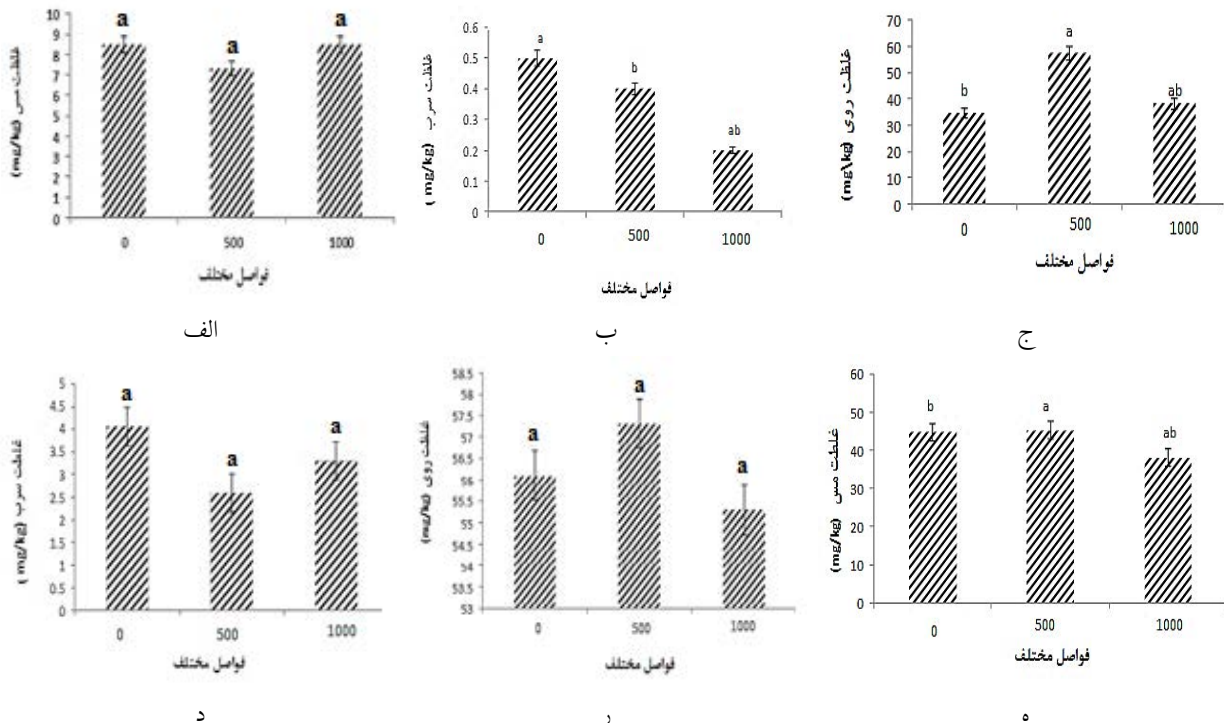 غلظت مس (mg/kg)
10
9
8
7
6
5
4
3
2
1
0
a
a
a
0 500 1000
فواصل مختلف
الف
غلظت سرب (mg/kg
0.6
0.5
0.4
0.3
0.2
0.1
0
a
b
ab
0 500 1000
فواصل مختلف
ب
غلظت روی (mg\kg)
70
60
50
40
30
20
10
0
b
a
ab
0 500 1000
فواصل مختلف
ج
غلظت سرب (mg/kg)
5
4.5
4
3.5
3
2.5
2
1.5
1
0.5
0
a
a
a
0 500 1000
فواصل مختلف
د
غلظت روی (mg/kg)
58.5
58
57.5
57
56.5
56
55.5
55
54.5
54
53.5
53
a
a
a
0 500 1000
فواصل مختلف
ر
غلظت مس (mg/kg)
60
50
40
30
20
10
0
b
a
ab
0 500 1000
فواصل مختلف
ه